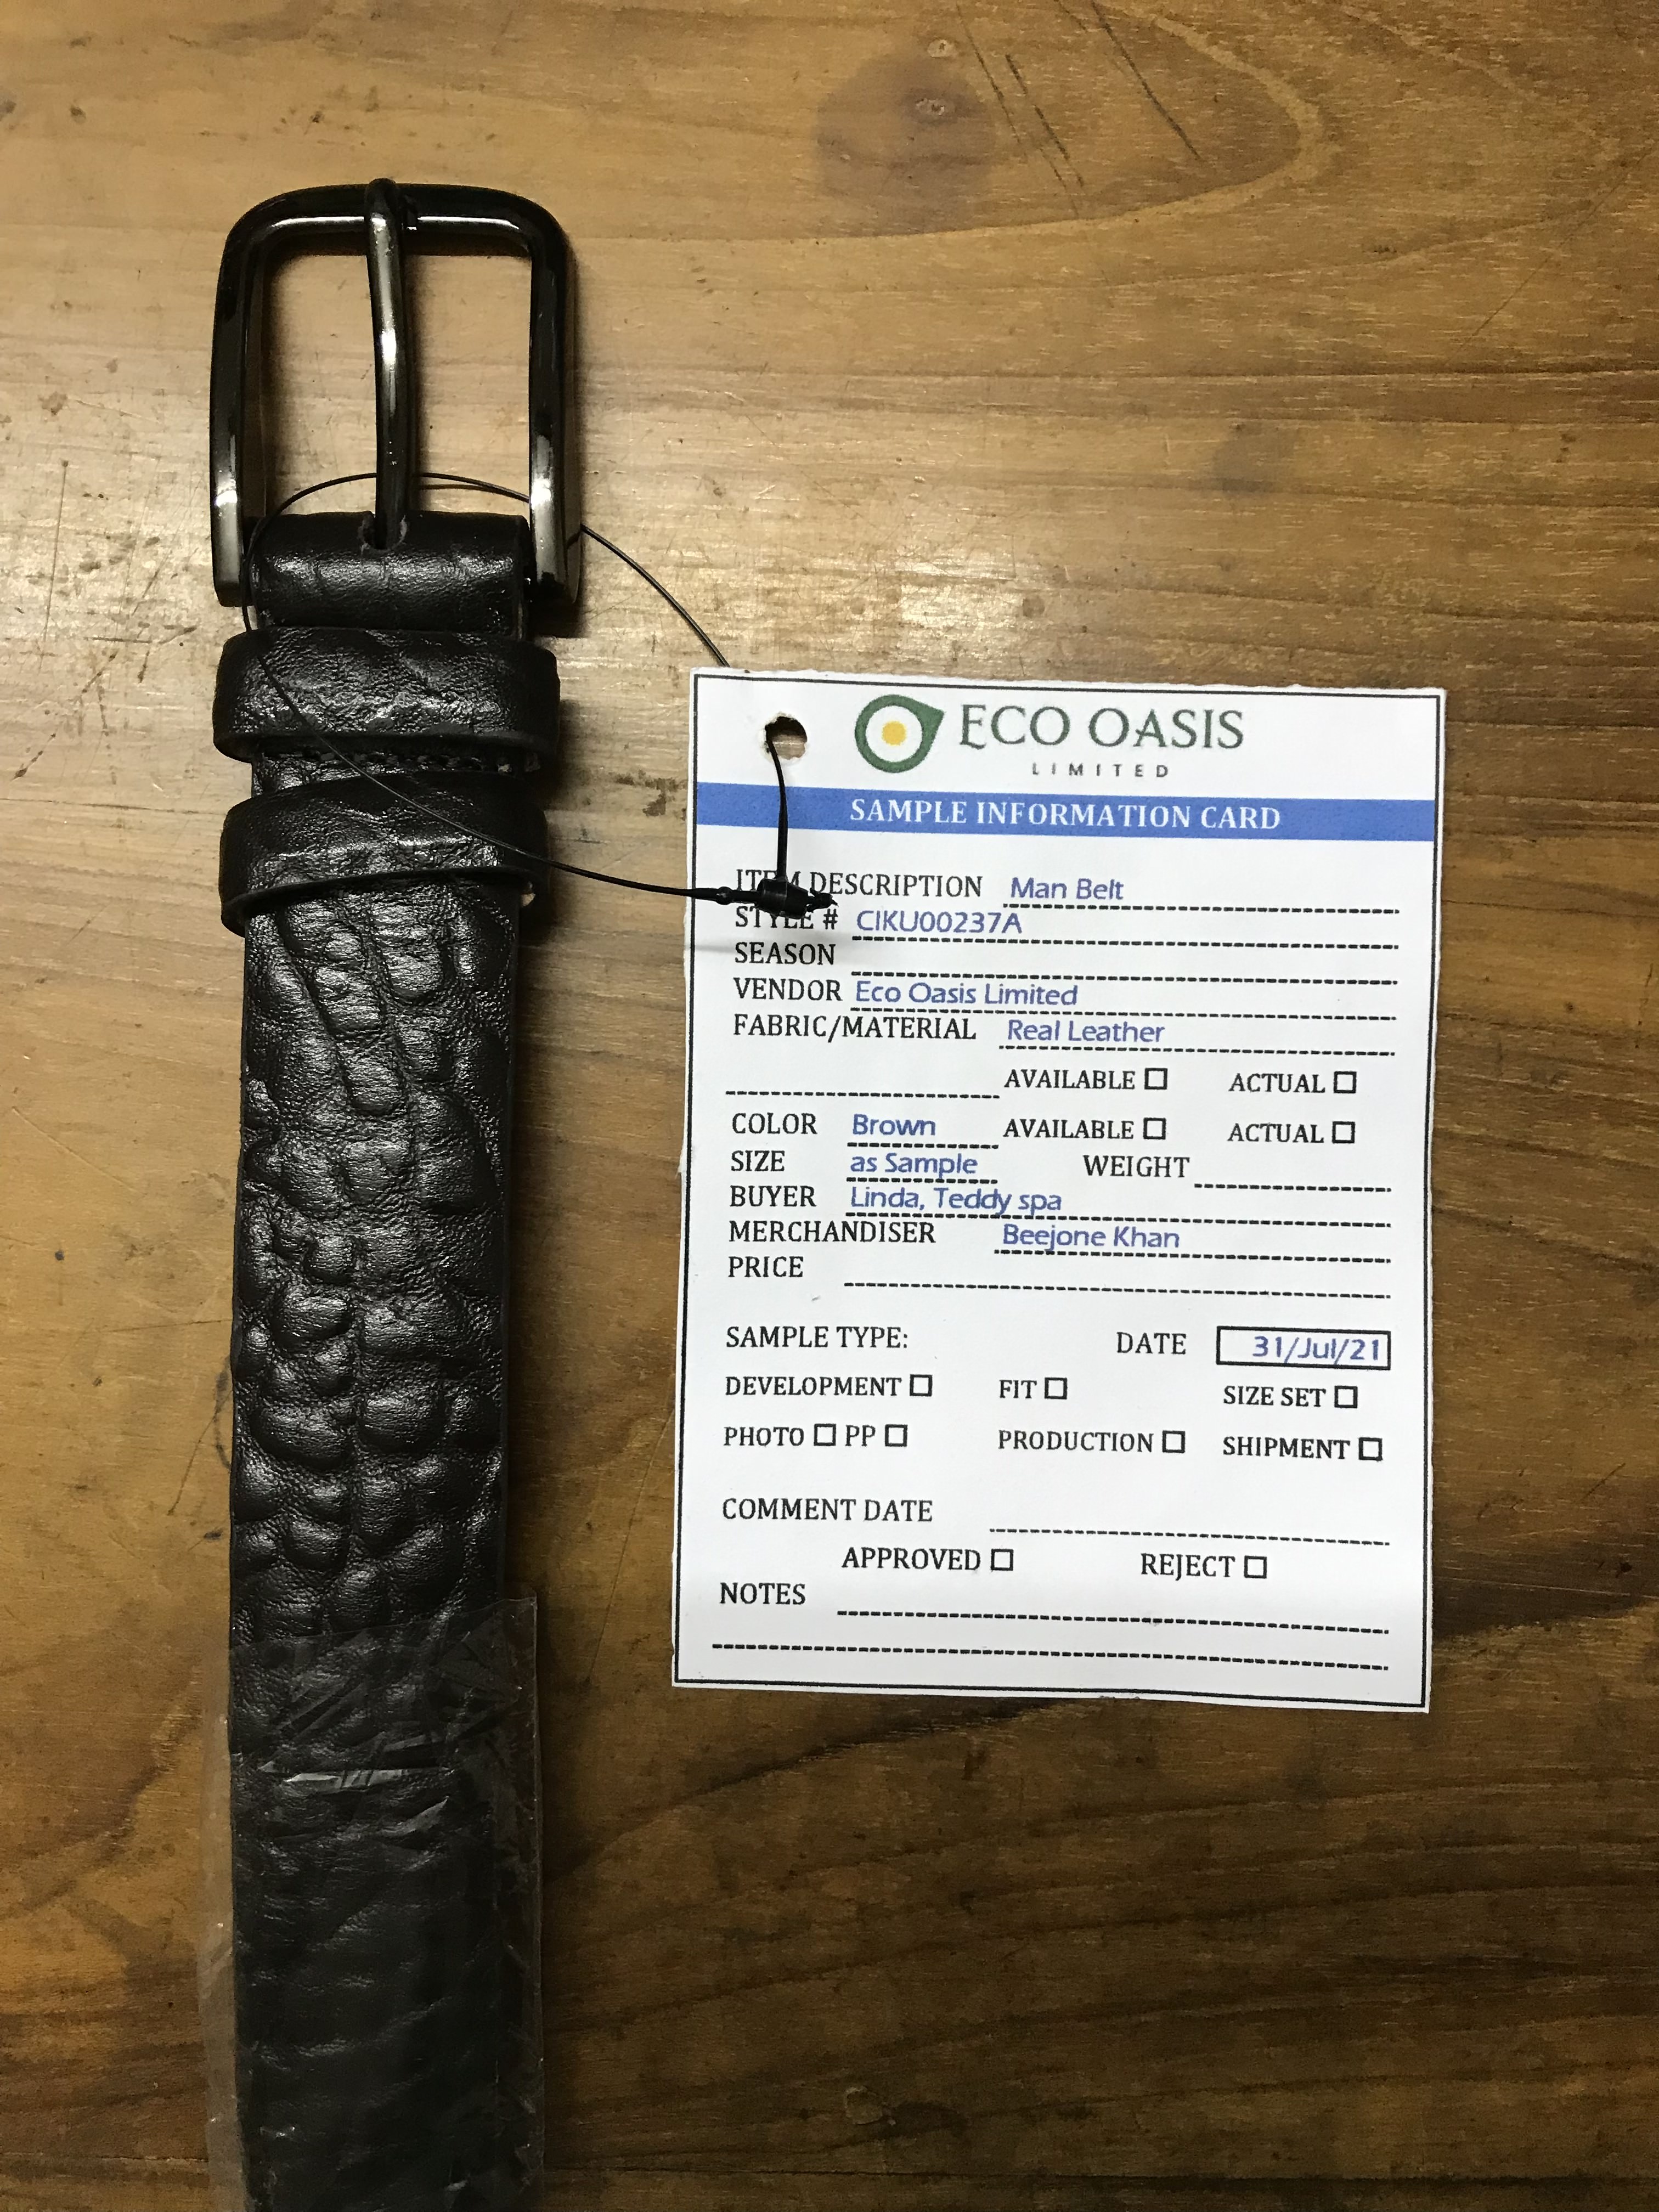 ECO OASIS
LIMITED
SAMPLE INFORMATION CARD
ITEM DESCRIPTION Man Belt
STYLE # CIKU00237A
SEASON
VENDOR Eco Oasis Limited
FABRIC/MATERIAL Real Leather
AVAILABLE ☐ ACTUAL ☐
COLOR Brown AVAILABLE ☐ ACTUAL ☐
SIZE as Sample WEIGHT
BUYER Linda, Teddy spa
MERCHANDISER Beejone Khan
PRICE
SAMPLE TYPE: DATE 31/Jul/21
DEVELOPMENT ☐ FIT ☐ SIZE SET ☐
PHOTO ☐ PP ☐ PRODUCTION ☐ SHIPMENT ☐
COMMENT DATE
APPROVED ☐ REJECT ☐
NOTES